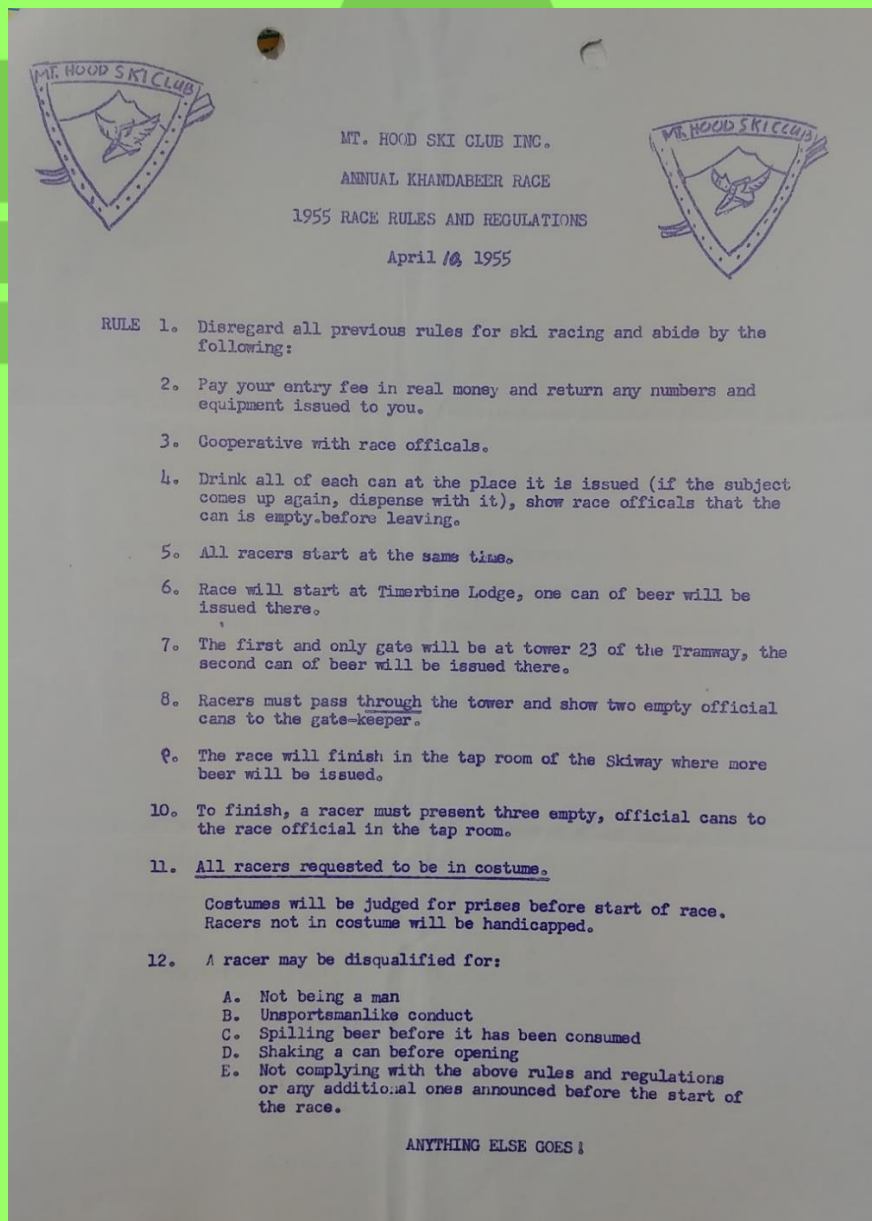 MT. HOOD SKI CLUB
MT. HOOD SKI CLUB
MT. HOOD SKI CLUB INC.
ANNUAL KHANDABEER RACE
1955 RACE RULES AND REGULATIONS
April 10, 1955
RULE 1. Disregard all previous rules for ski racing and abide by the
following:
2. Pay your entry fee in real money and return any numbers and
equipment issued to you.
3. Cooperative with race officals.
4. Drink all of each can at the place it is issued (if the subject
comes up again, dispense with it), show race officals that the
can is empty.before leaving.
5. All racers start at the same time.
6. Race will start at Timerbine Lodge, one can of beer will be
issued there.
7. The first and only gate will be at tower 23 of the Tramway, the
second can of beer will be issued there.
8. Racers must pass through the tower and show two empty official
cans to the gate-keeper.
9. The race will finish in the tap room of the Skiway where more
beer will be issued.
10. To finish, a racer must present three empty, official cans to
the race official in the tap room.
11. All racers requested to be in costume.
Costumes will be judged for prises before start of race.
Racers not in costume will be handicapped.
12. A racer may be disqualified for:
A. Not being a man
B. Unsportsmanlike conduct
C. Spilling beer before it has been consumed
D. Shaking a can before opening
E. Not complying with the above rules and regulations
or any additional ones announced before the start of
the race.
ANYTHING ELSE GOES!